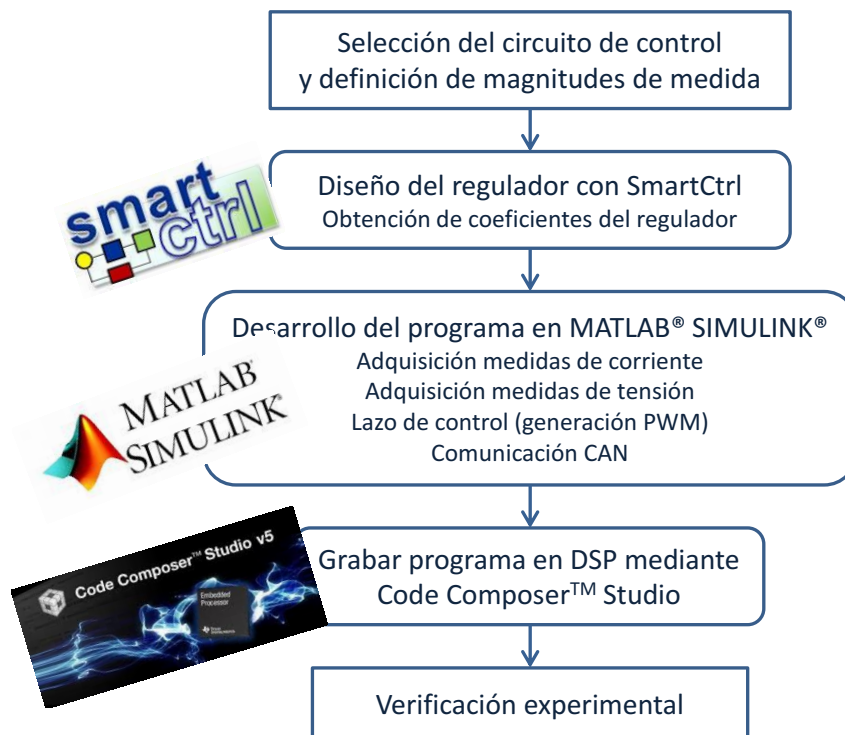 Selección del circuito de control
y definición de magnitudes de medida
smart
ctrl
Diseño del regulador con SmartCtrl
Obtención de coeficientes del regulador
Desarrollo del programa en MATLAB® SIMULINK®
Adquisición medidas de corriente
Adquisición medidas de tensión
Lazo de control (generación PWM)
Comunicación CAN
MATLAB®
SIMULINK®
Code Composer™ Studio v5
Embedded
Processor
Grabar programa en DSP mediante
Code Composer™ Studio
Verificación experimental